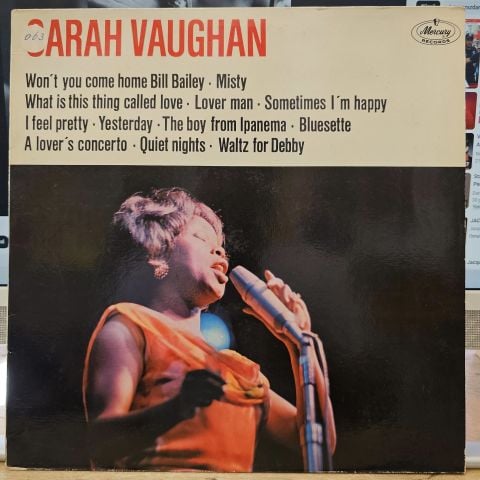 063
SARAH VAUGHAN
Mercury
RECORDS
Won´t you come home Bill Bailey · Misty
What is this thing called love · Lover man · Sometimes I´m happy
I feel pretty · Yesterday · The boy from Ipanema · Bluesette
A lover´s concerto · Quiet nights · Waltz for Debby